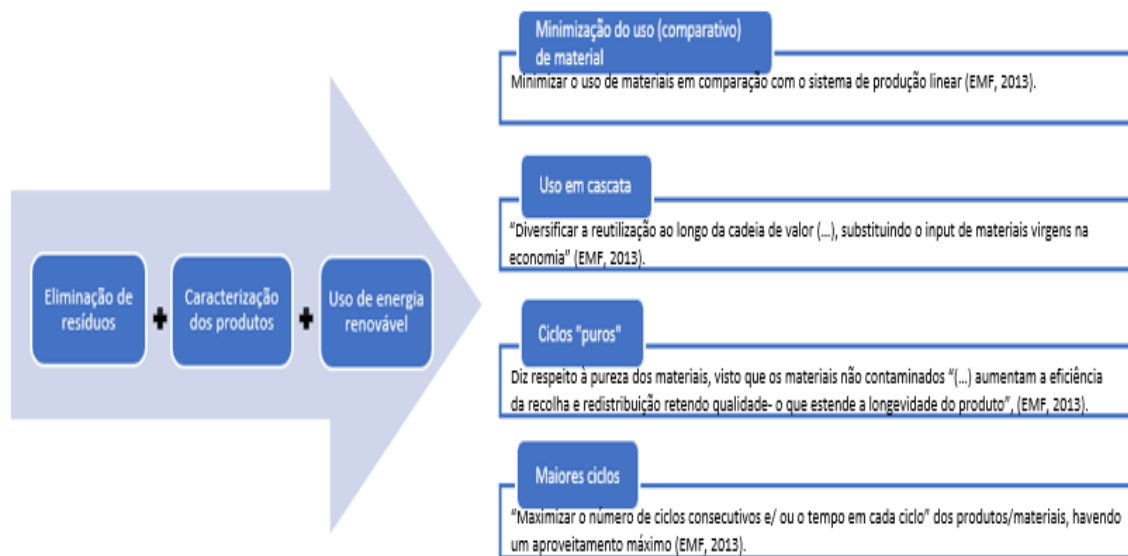 Eliminação de
resíduos
+
Caracterização
dos produtos
+
Uso de energia
renovável
Minimização do uso (comparativo)
de material
Minimizar o uso de materiais em comparação com o sistema de produção linear (EMF, 2013).
Uso em cascata
“Diversificar a reutilização ao longo da cadeia de valor (...), substituindo o input de materiais virgens na
economia” (EMF, 2013).
Ciclos "puros"
Diz respeito à pureza dos materiais, visto que os materiais não contaminados “(...) aumentam a eficiência
da recolha e redistribuição retendo qualidade- o que estende a longevidade do produto”, (EMF, 2013).
Maiores ciclos
“Maximizar o número de ciclos consecutivos e/ ou o tempo em cada ciclo” dos produtos/materiais, havendo
um aproveitamento máximo (EMF, 2013).